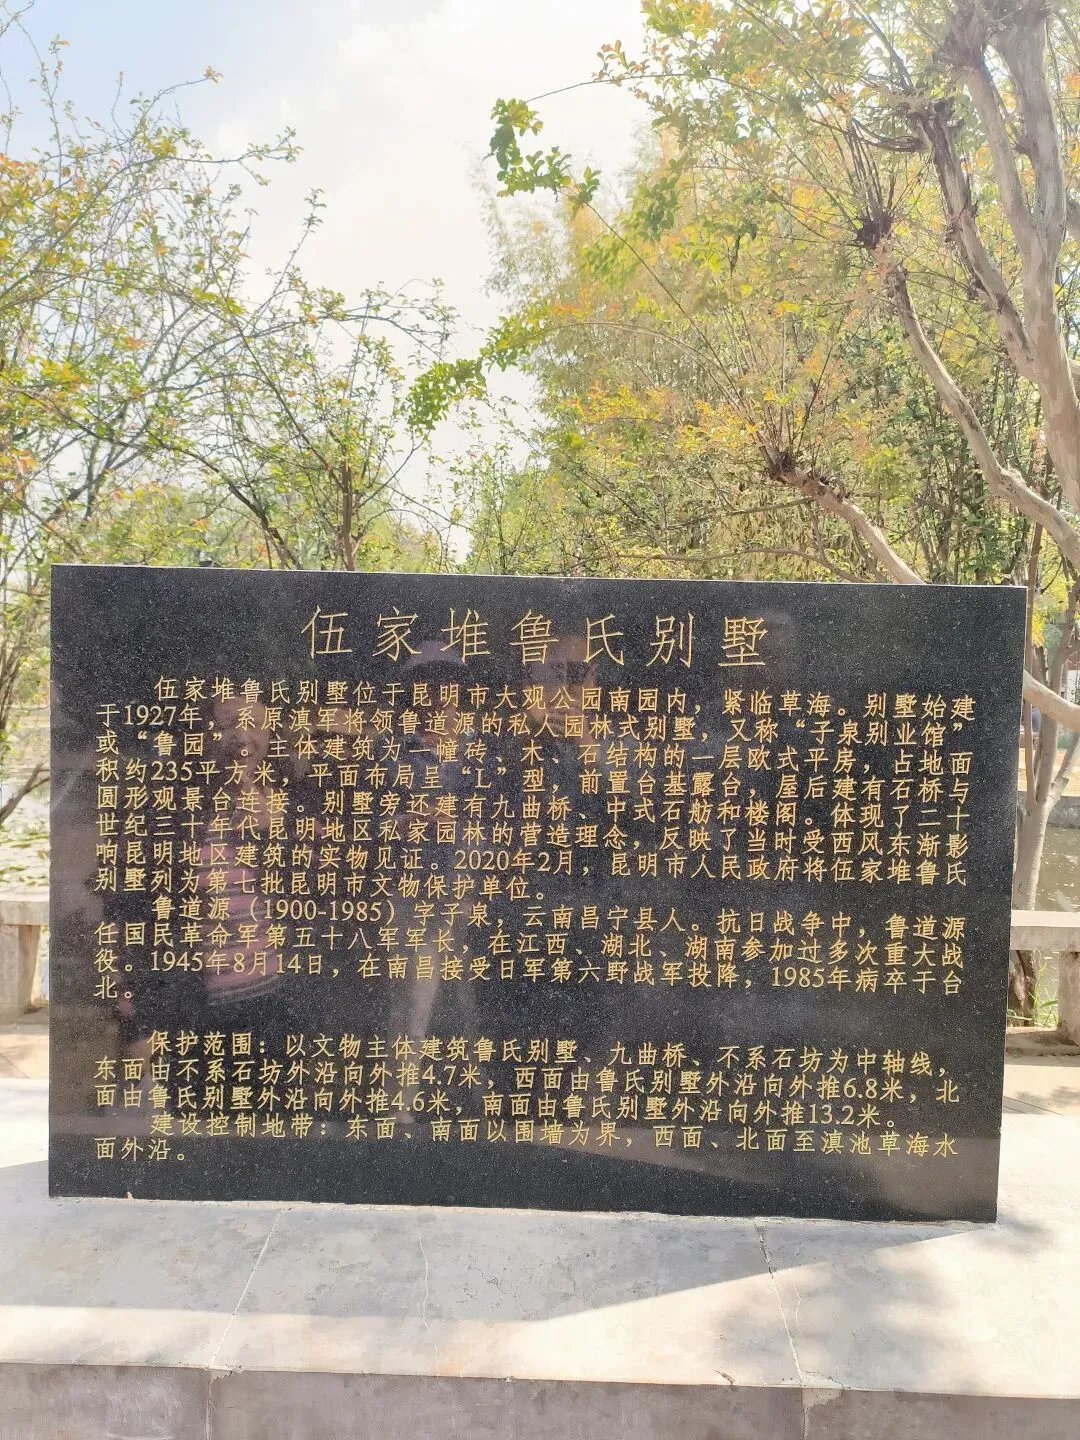 伍家堆鲁氏别墅
伍家堆鲁氏别墅位于昆明市大观公园南园内，紧临草海。别墅始建
于1927年，系原滇军将领鲁道源的私人园林式别墅，又称“子泉别业馆”
或“鲁园”。主体建筑为一幢砖、木、石结构的一层欧式平房，占地面
积约235平方米，平面布局呈“L”型，前置台基露台，屋后建有石桥与
圆形观景台连接。别墅旁还建有九曲桥、中式石舫和楼阁。体现了二十
世纪三十年代昆明地区私家园林的营造理念，反映了当时受西风东渐影
响昆明地区建筑的实物见证。2020年2月，昆明市人民政府将伍家堆鲁氏
别墅列为第七批昆明市文物保护单位。
鲁道源（1900-1985）字子泉，云南昌宁县人。抗日战争中，鲁道源
任国民革命军第五十八军军长，在江西、湖北、湖南参加过多次重大战
役。1945年8月14日，在南昌接受日军第六野战军投降，1985年病卒于台
北。
保护范围：以文物主体建筑鲁氏别墅、九曲桥、不系石坊为中轴线，
东面由不系石坊外沿向外推4.7米，西面由鲁氏别墅外沿向外推6.8米，北
面由鲁氏别墅外沿向外推4.6米，南面由鲁氏别墅外沿向外推13.2米。
建设控制地带：东面、南面以围墙为界，西面、北面至滇池草海水
面外沿。